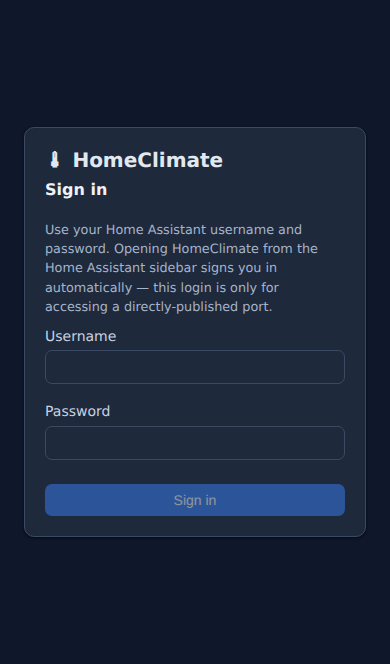 🌡 HomeClimate
Sign in
Use your Home Assistant username and
password. Opening HomeClimate from the
Home Assistant sidebar signs you in
automatically — this login is only for
accessing a directly-published port.
Username
Password
Sign in